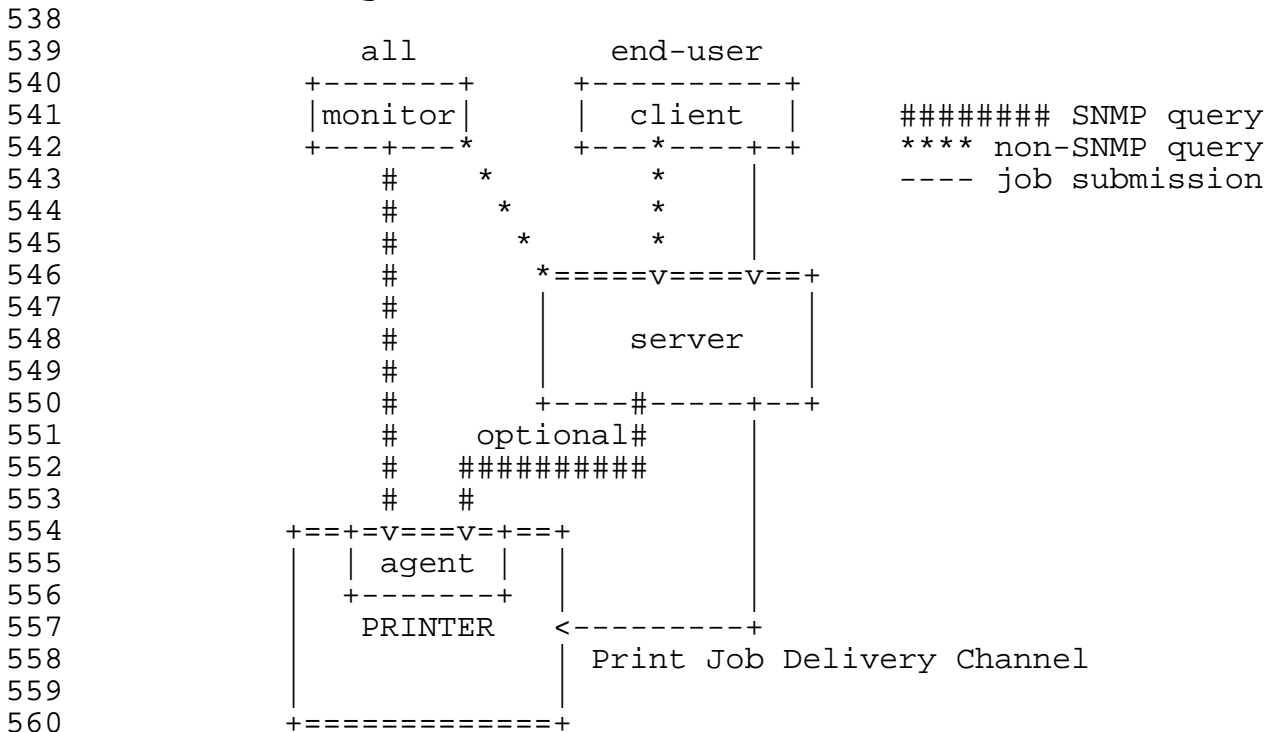 538
539                all            end-user
540            +-------+      +----------+
541            |monitor|      |  client  |      ######## SNMP query
542            +---+---*      +---*----+-+      **** non-SNMP query
543                #    *         *    |        ---- job submission
544                #     *        *    |
545                #      *       *    |
546                #       *=====v====v==+
547                #       |             |
548                #       |    server   |
549                #       |             |
550                #       +----#-----+--+
551                #    optional#     |
552                #   ##########     |
553                #   #              |
554           +==+=v===v=+==+         |
555           |  | agent |  |         |
556           |  +-------+  |         |
557           |   PRINTER   <---------+
558           |             | Print Job Delivery Channel
559           |             |
560           +=============+